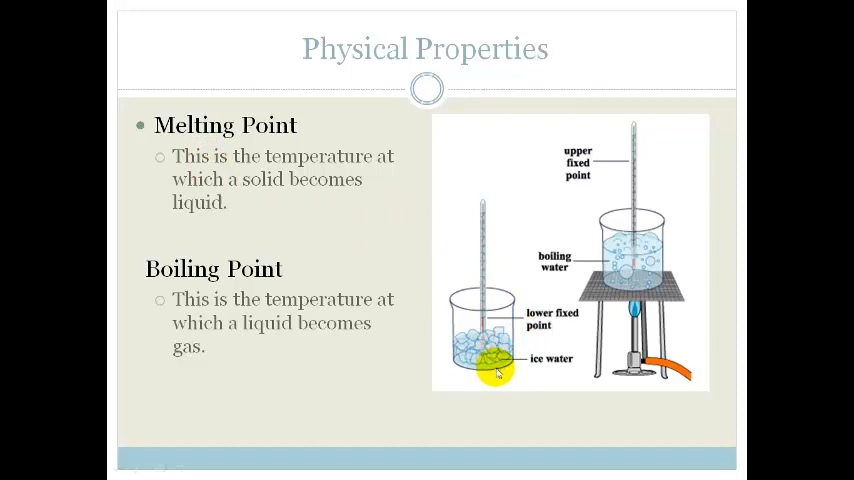 Physical Properties
Melting Point
This is the temperature at
which a solid becomes
liquid.
Boiling Point
This is the temperature at
which a liquid becomes
gas.
upper
fixed
point
boiling
water
lower fixed
point
ice water